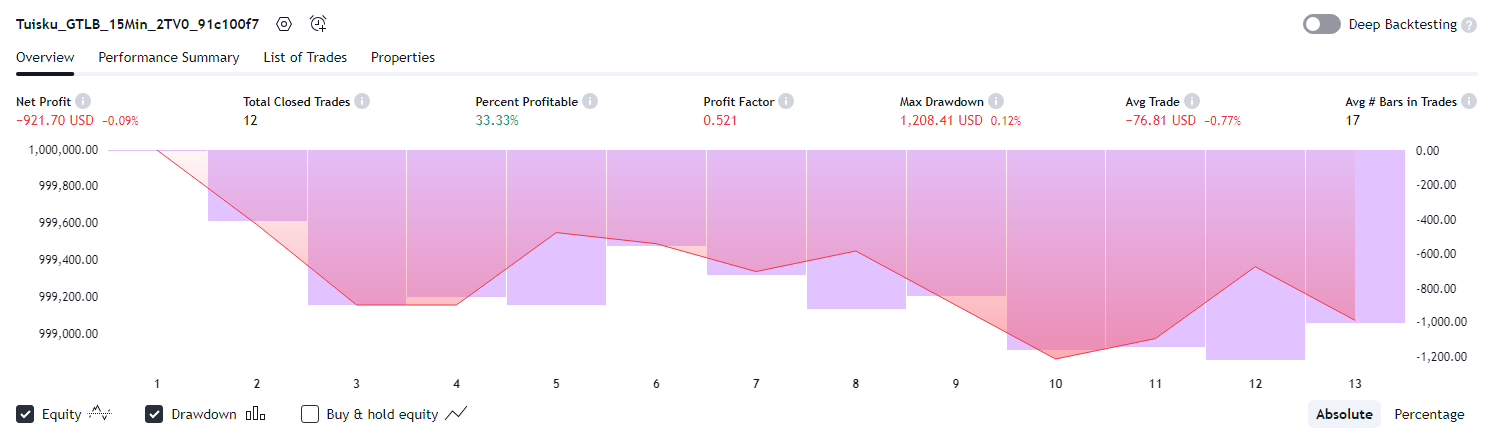 Tuisku_GTLB_15Min_2TV0_91c100f7 Deep Backtesting ?
Overview Performance Summary List of Trades Properties
Net Profit Total Closed Trades Percent Profitable Profit Factor Max Drawdown Avg Trade Avg # Bars in Trades
−921.70 USD −0.09% 12 33.33% 0.521 1,208.41 USD 0.12% −76.81 USD −0.77% 17
1,000,000.00 0.00
999,800.00 -200.00
999,600.00 -400.00
999,400.00 -600.00
999,200.00 -800.00
999,000.00 -1,000.00
-1,200.00
1 2 3 4 5 6 7 8 9 10 11 12 13
Equity Drawdown Buy & hold equity Absolute Percentage